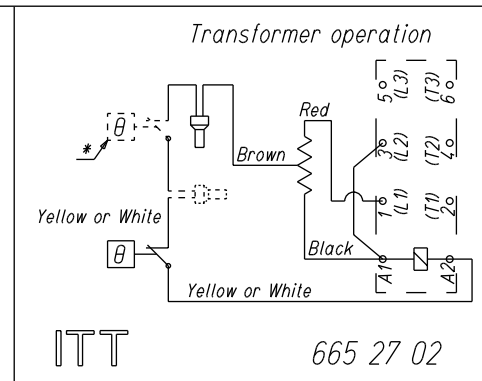 Transformer operation
5 (L3) (T3) 6
θ
*
Red
3 (L2) (T2) 4
Brown
1 (L1) (T1) 2
Yellow or White
θ
Black
A1 A2
Yellow or White
ITT
665 27 02